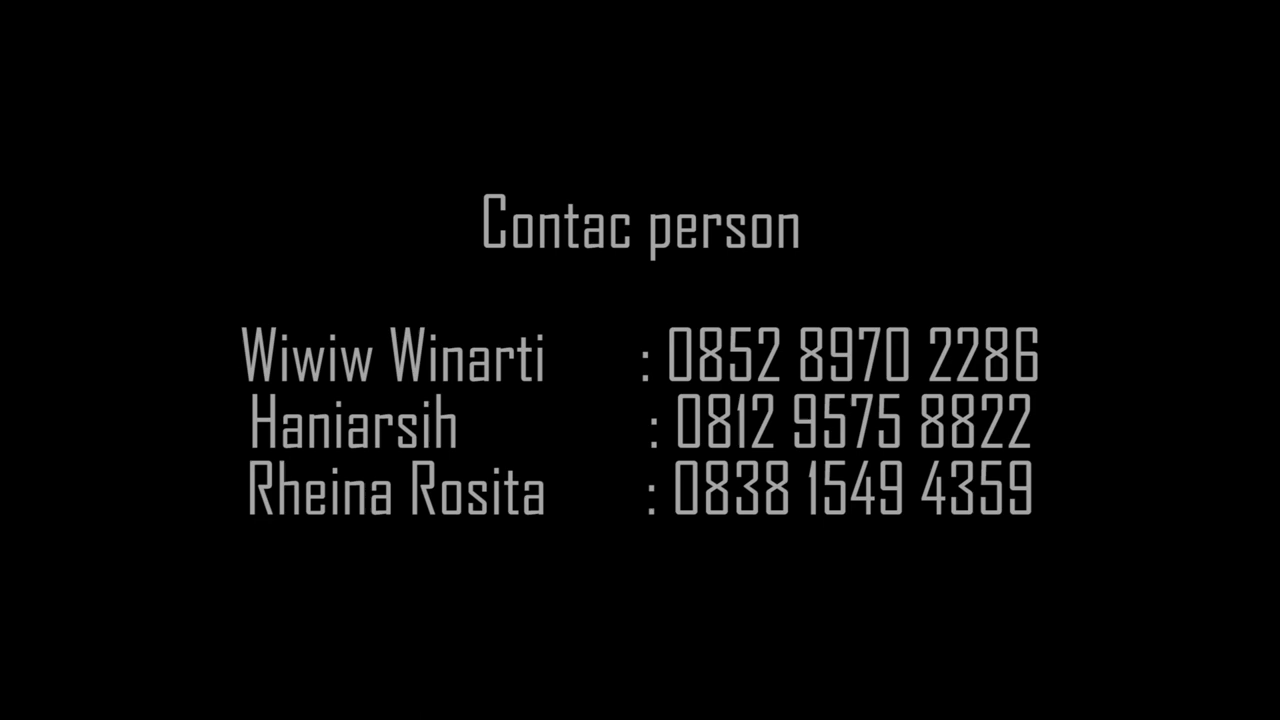 Contac person
Wiwiw Winarti : 0852 8970 2286
Haniarsih : 0812 9575 8822
Rheina Rosita : 0838 1549 4359